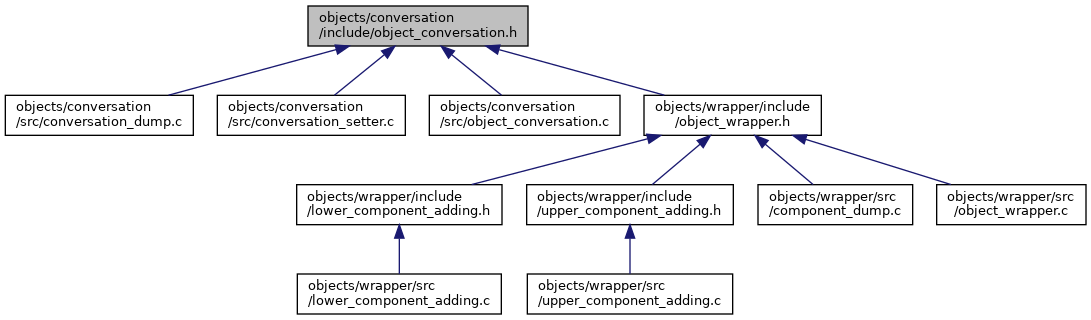 objects/conversation
/include/object_conversation.h
objects/conversation
/src/conversation_dump.c
objects/conversation
/src/conversation_setter.c
objects/conversation
/src/object_conversation.c
objects/wrapper/include
/object_wrapper.h
objects/wrapper/include
/lower_component_adding.h
objects/wrapper/include
/upper_component_adding.h
objects/wrapper/src
/component_dump.c
objects/wrapper/src
/object_wrapper.c
objects/wrapper/src
/lower_component_adding.c
objects/wrapper/src
/upper_component_adding.c